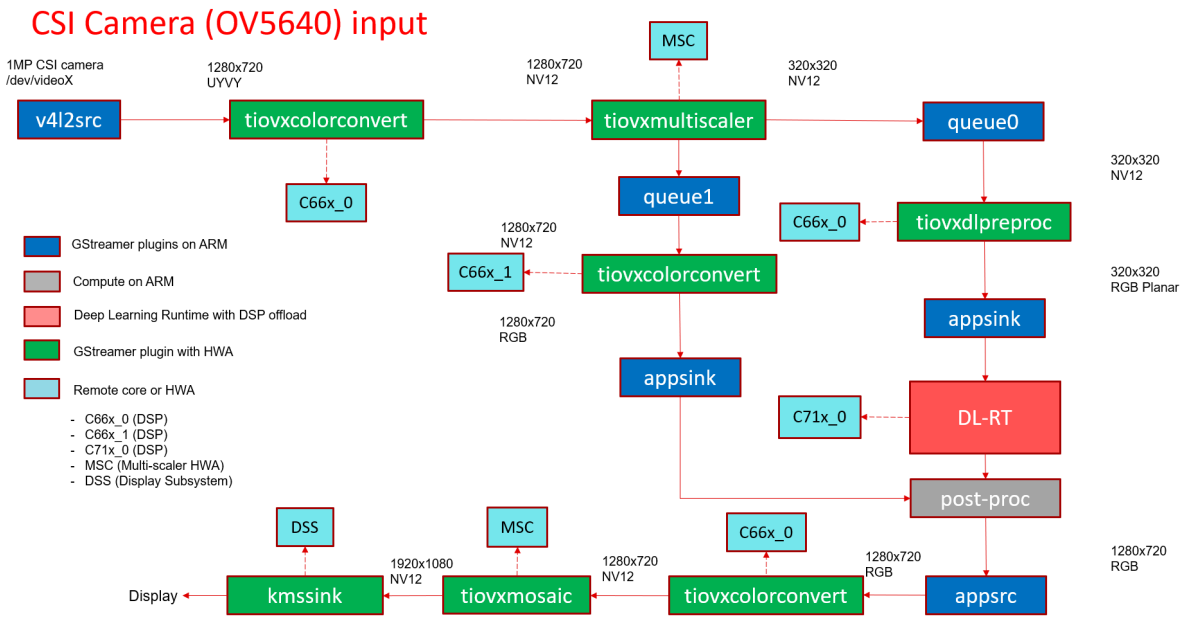 CSI Camera (OV5640) input
1MP CSI camera
/dev/videoX
1280x720
UYVY
1280x720
NV12
MSC
320x320
NV12
v4l2src
tiovxcolorconvert
tiovxmultiscaler
queue0
320x320
NV12
C66x_0
queue1
C66x_0
tiovxdlpreproc
1280x720
NV12
C66x_1
tiovxcolorconvert
320x320
RGB Planar
1280x720
RGB
appsink
appsink
C71x_0
DL-RT
post-proc
GStreamer plugins on ARM
Compute on ARM
Deep Learning Runtime with DSP offload
GStreamer plugin with HWA
Remote core or HWA
- C66x_0 (DSP)
- C66x_1 (DSP)
- C71x_0 (DSP)
- MSC (Multi-scaler HWA)
- DSS (Display Subsystem)
DSS
MSC
C66x_0
1920x1080
NV12
1280x720
NV12
1280x720
RGB
1280x720
RGB
Display
kmssink
tiovxmosaic
tiovxcolorconvert
appsrc